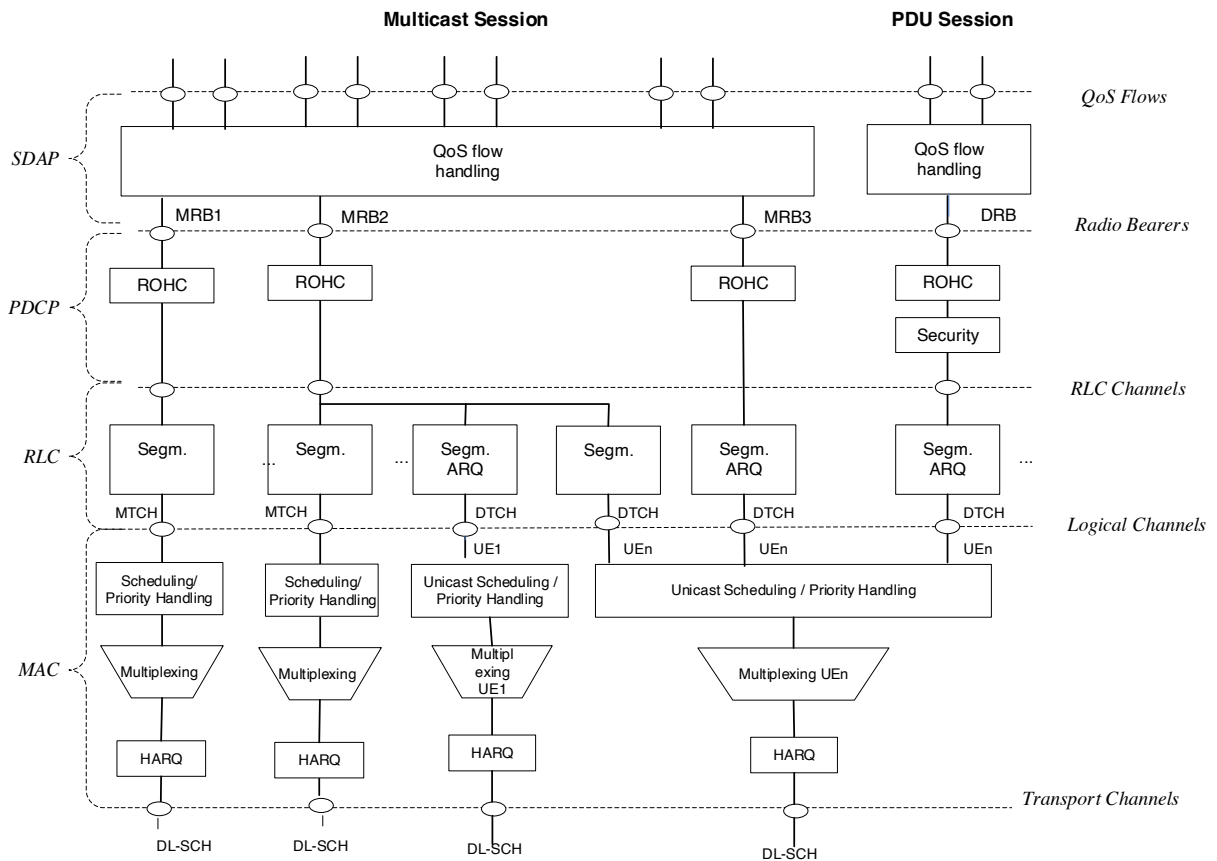 Multicast Session
PDU Session
QoS Flows
SDAP
QoS flow
handling
QoS flow
handling
MRB1
MRB2
MRB3
DRB
Radio Bearers
PDCP
ROHC
ROHC
ROHC
ROHC
Security
RLC Channels
RLC
Segm.
...
Segm.
...
Segm.
ARQ
Segm.
Segm.
ARQ
Segm.
ARQ
...
MTCH
MTCH
DTCH
DTCH
DTCH
DTCH
Logical Channels
UE1
UEn
UEn
UEn
MAC
Scheduling/
Priority Handling
Scheduling/
Priority Handling
Unicast Scheduling /
Priority Handling
Unicast Scheduling / Priority Handling
Multiplexing
Multiplexing
Multipl
exing
UE1
Multiplexing UEn
HARQ
HARQ
HARQ
HARQ
Transport Channels
DL-SCH
DL-SCH
DL-SCH
DL-SCH